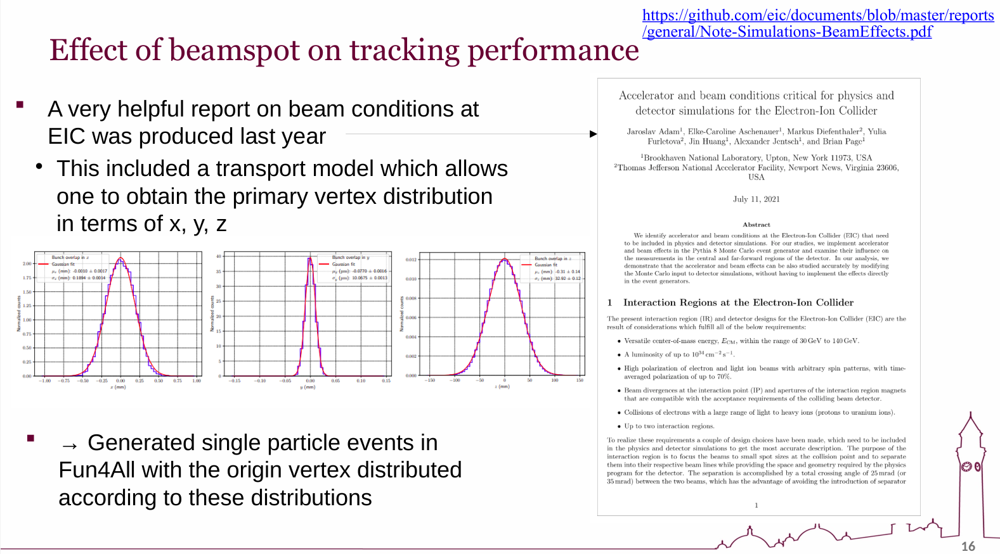 https://github.com/eic/documents/blob/master/reports
/general/Note-Simulations-BeamEffects.pdf
Effect of beamspot on tracking performance
▪ A very helpful report on beam conditions at
EIC was produced last year
• This included a transport model which allows
one to obtain the primary vertex distribution
in terms of x, y, z
Bunch overlap in x
Gaussian fit
μx (mm): -0.0010 ± 0.0017
σx (mm): 0.1894 ± 0.0014
2.00
1.75
1.50
1.25
1.00
0.75
0.50
0.25
0.00
Normalized counts
−1.00 −0.75 −0.50 −0.25 0.00 0.25 0.50 0.75 1.00
x (mm)
Bunch overlap in y
Gaussian fit
μy (μm): -0.0770 ± 0.0016
σy (μm): 10.0675 ± 0.0013
40
35
30
25
20
15
10
5
0
Normalized counts
−0.15 −0.10 −0.05 0.00 0.05 0.10 0.15
y (mm)
Bunch overlap in z
Gaussian fit
μz (mm): -0.31 ± 0.14
σz (mm): 32.92 ± 0.12
0.012
0.010
0.008
0.006
0.004
0.002
0.000
Normalized counts
−150 −100 −50 0 50 100 150
z (mm)
▪ → Generated single particle events in
Fun4All with the origin vertex distributed
according to these distributions
Accelerator and beam conditions critical for physics and
detector simulations for the Electron-Ion Collider
Jaroslav Adam1, Elke-Caroline Aschenauer1, Markus Diefenthaler2, Yulia
Furletova2, Jin Huang1, Alexander Jentsch1, and Brian Page1
1Brookhaven National Laboratory, Upton, New York 11973, USA
2Thomas Jefferson National Accelerator Facility, Newport News, Virginia 23606,
USA
July 11, 2021
Abstract
We identify accelerator and beam conditions at the Electron-Ion Collider (EIC) that need
to be included in physics and detector simulations. For our studies, we implement accelerator
and beam effects in the Pythia 8 Monte Carlo event generator and examine their influence on
the measurements in the central and far-forward regions of the detector. In our analysis, we
demonstrate that the accelerator and beam effects can be also studied accurately by modifying
the Monte Carlo input to detector simulations, without having to implement the effects directly
in the event generators.
1 Interaction Regions at the Electron-Ion Collider
The present interaction region (IR) and detector designs for the Electron-Ion Collider (EIC) are the
result of considerations which fulfill all of the below requirements:
• Versatile center-of-mass energy, ECM, within the range of 30 GeV to 140 GeV.
• A luminosity of up to 10^34 cm^−2 s^−1.
• High polarization of electron and light ion beams with arbitrary spin patterns, with time-
averaged polarization of up to 70%.
• Beam divergences at the interaction point (IP) and apertures of the interaction region magnets
that are compatible with the acceptance requirements of the colliding beam detector.
• Collisions of electrons with a large range of light to heavy ions (protons to uranium ions).
• Up to two interaction regions.
To realize these requirements a couple of design choices have been made, which need to be included
in the physics and detector simulations to get the most accurate description. The purpose of the
interaction region is to focus the beams to small spot sizes at the collision point and to separate
them into their respective beam lines while providing the space and geometry required by the physics
program for the detector. The separation is accomplished by a total crossing angle of 25 mrad (or
35 mrad) between the two beams, which has the advantage of avoiding the introduction of separator
1
16